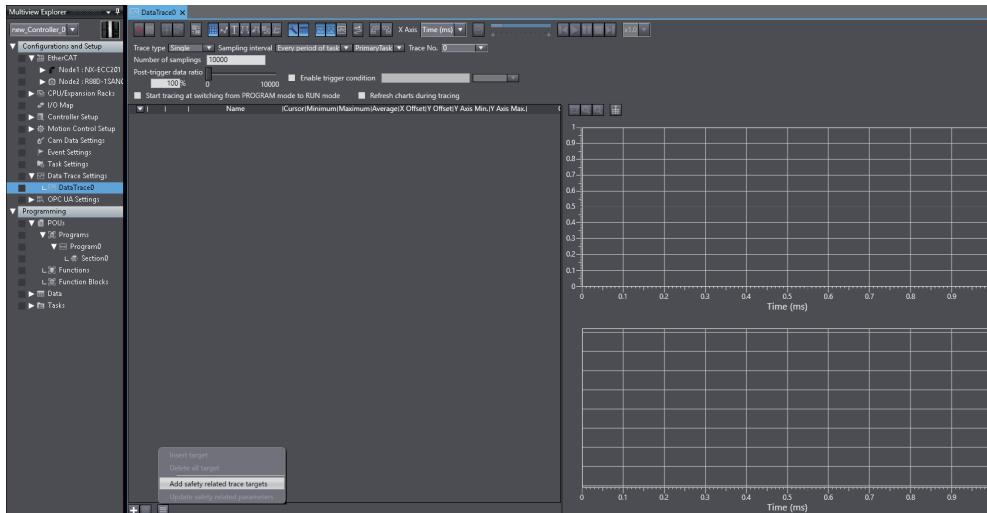 Multiview Explorer
DataTrace0
new_Controller_0
X Axis Time (ms)
x1.0
Configurations and Setup
EtherCAT
Node1 : NX-ECC201
Node2 : R88D-1SAN
CPU/Expansion Racks
I/O Map
Controller Setup
Motion Control Setup
Cam Data Settings
Event Settings
Task Settings
Data Trace Settings
DataTrace0
OPC UA Settings
Programming
POUs
Programs
Program0
Section0
Functions
Function Blocks
Data
Tasks
Trace type Single Sampling interval Every period of task PrimaryTask Trace No. 0
Number of samplings 10000
Post-trigger data ratio
100 % 0 10000
Enable trigger condition
Start tracing at switching from PROGRAM mode to RUN mode Refresh charts during tracing
| | | Name |Cursor|Minimum|Maximum|Average|X Offset|Y Offset|Y Axis Min.|Y Axis Max.|
Insert target
Delete all target
Add safety related trace targets
Update safety related parameters
1
0.9
0.8
0.7
0.6
0.5
0.4
0.3
0.2
0.1
0
0 0.1 0.2 0.3 0.4 0.5 0.6 0.7 0.8 0.9
Time (ms)
0 0.1 0.2 0.3 0.4 0.5 0.6 0.7 0.8 0.9
Time (ms)